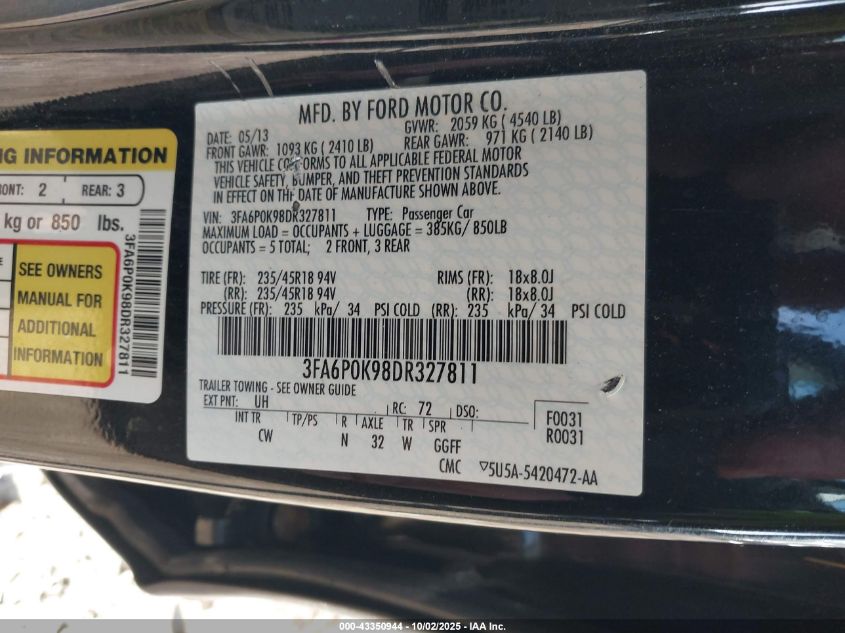 NG INFORMATION
RONT: 2 REAR: 3
kg or 850 lbs.
SEE OWNERS
MANUAL FOR
ADDITIONAL
INFORMATION
3FA6P0K98DR327811
MFD. BY FORD MOTOR CO.
DATE: 05/13 GVWR: 2059 KG ( 4540 LB)
FRONT GAWR: 1093 KG ( 2410 LB) REAR GAWR: 971 KG ( 2140 LB)
THIS VEHICLE CONFORMS TO ALL APPLICABLE FEDERAL MOTOR
VEHICLE SAFETY, BUMPER, AND THEFT PREVENTION STANDARDS
IN EFFECT ON THE DATE OF MANUFACTURE SHOWN ABOVE.
VIN: 3FA6P0K98DR327811 TYPE: Passenger Car
MAXIMUM LOAD = OCCUPANTS + LUGGAGE = 385KG/ 850LB
OCCUPANTS = 5 TOTAL; 2 FRONT, 3 REAR
TIRE (FR): 235/45R18 94V RIMS (FR): 18x8.0J
(RR): 235/45R18 94V (RR): 18x8.0J
PRESSURE (FR): 235 kPa/ 34 PSI COLD (RR): 235 kPa/ 34 PSI COLD
3FA6P0K98DR327811
TRAILER TOWING - SEE OWNER GUIDE
EXT PNT: UH RC: 72 DSO: F0031
INT TR TP/PS R AXLE TR SPR R0031
CW N 32 W GGFF
CMC ▽5U5A-5420472-AA
000-43350944 - 10/02/2025 - IAA Inc.